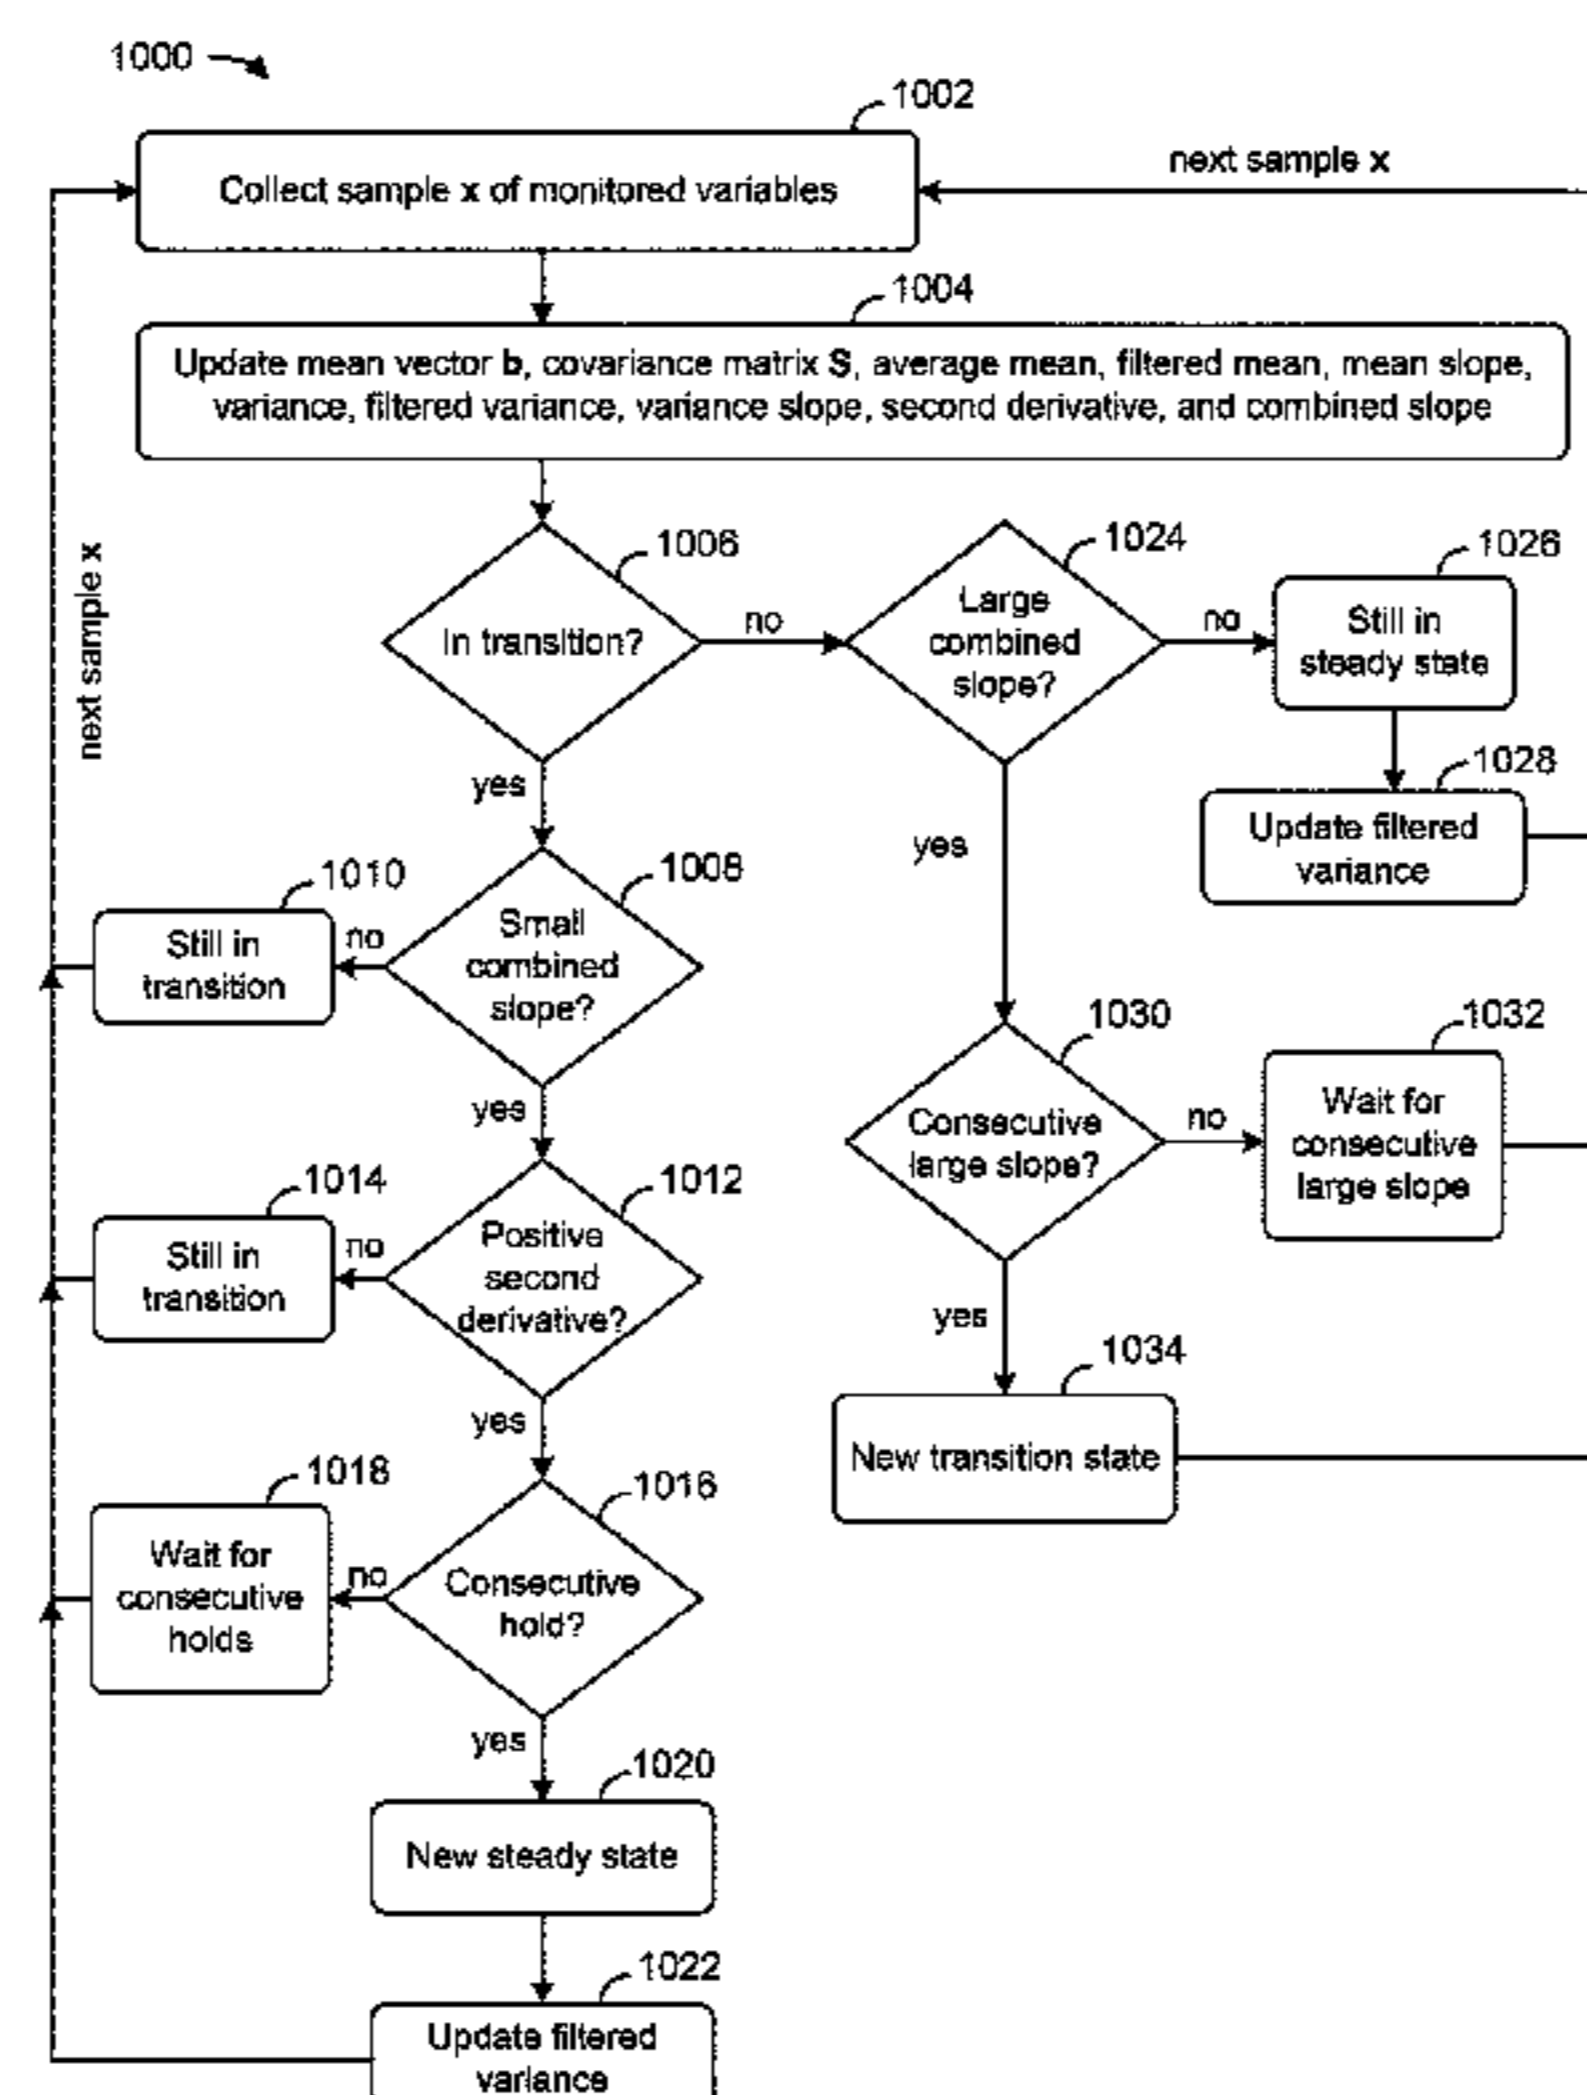 1000
1002
Collect sample x of monitored variables
next sample x
1004
Update mean vector b, covariance matrix S, average mean, filtered mean, mean slope,
variance, filtered variance, variance slope, second derivative, and combined slope
next sample x
1006
In transition?
no
yes
1024
Large
combined
slope?
no
yes
1026
Still in
steady state
1028
Update filtered
variance
1008
Small
combined
slope?
no
yes
1010
Still in
transition
1030
Consecutive
large slope?
no
yes
1032
Wait for
consecutive
large slope
1012
Positive
second
derivative?
no
yes
1014
Still in
transition
1034
New transition state
1016
Consecutive
hold?
no
yes
1018
Wait for
consecutive
holds
1020
New steady state
1022
Update filtered
variance